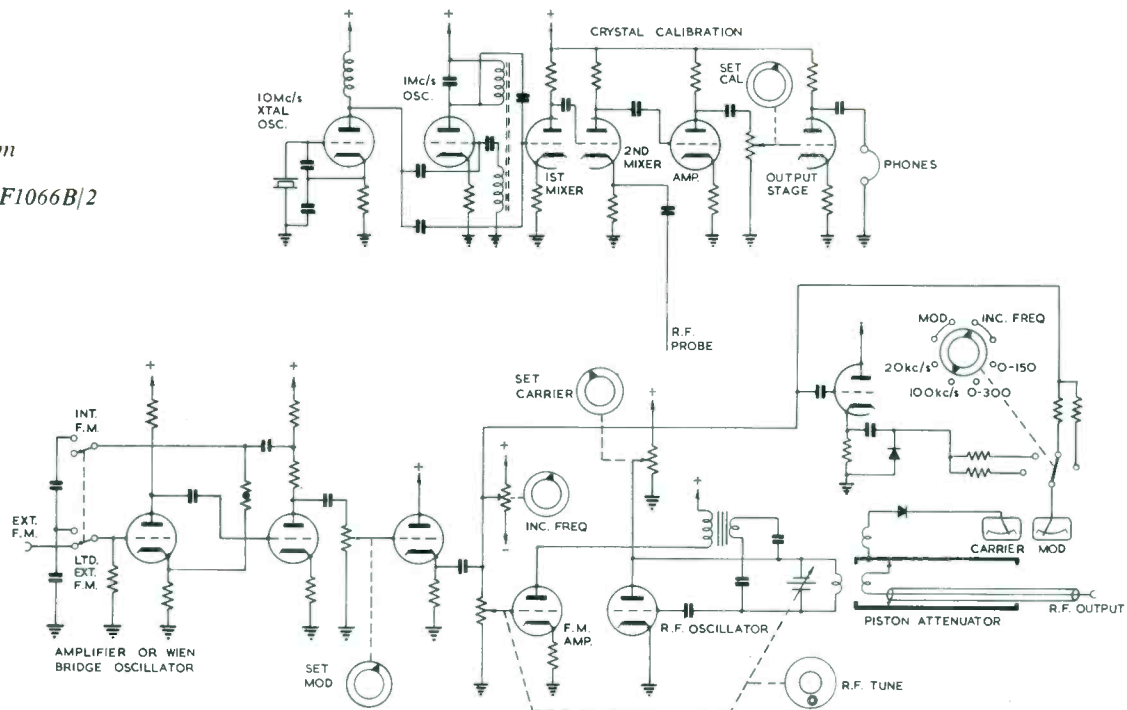 m
F1066B/2
CRYSTAL CALIBRATION
10Mc/s
XTAL
OSC.
1Mc/s
OSC.
1ST
MIXER
2ND
MIXER
AMP.
SET
CAL
OUTPUT
STAGE
PHONES
R.F.
PROBE
INT.
F.M.
EXT.
F.M.
LTD.
EXT.
F.M.
AMPLIFIER OR WIEN
BRIDGE OSCILLATOR
SET
MOD
SET
CARRIER
INC. FREQ
F.M.
AMP.
R.F. OSCILLATOR
R.F. TUNE
MOD
INC. FREQ
20kc/s
0-150
100kc/s
0-300
CARRIER
MOD
PISTON ATTENUATOR
R.F. OUTPUT